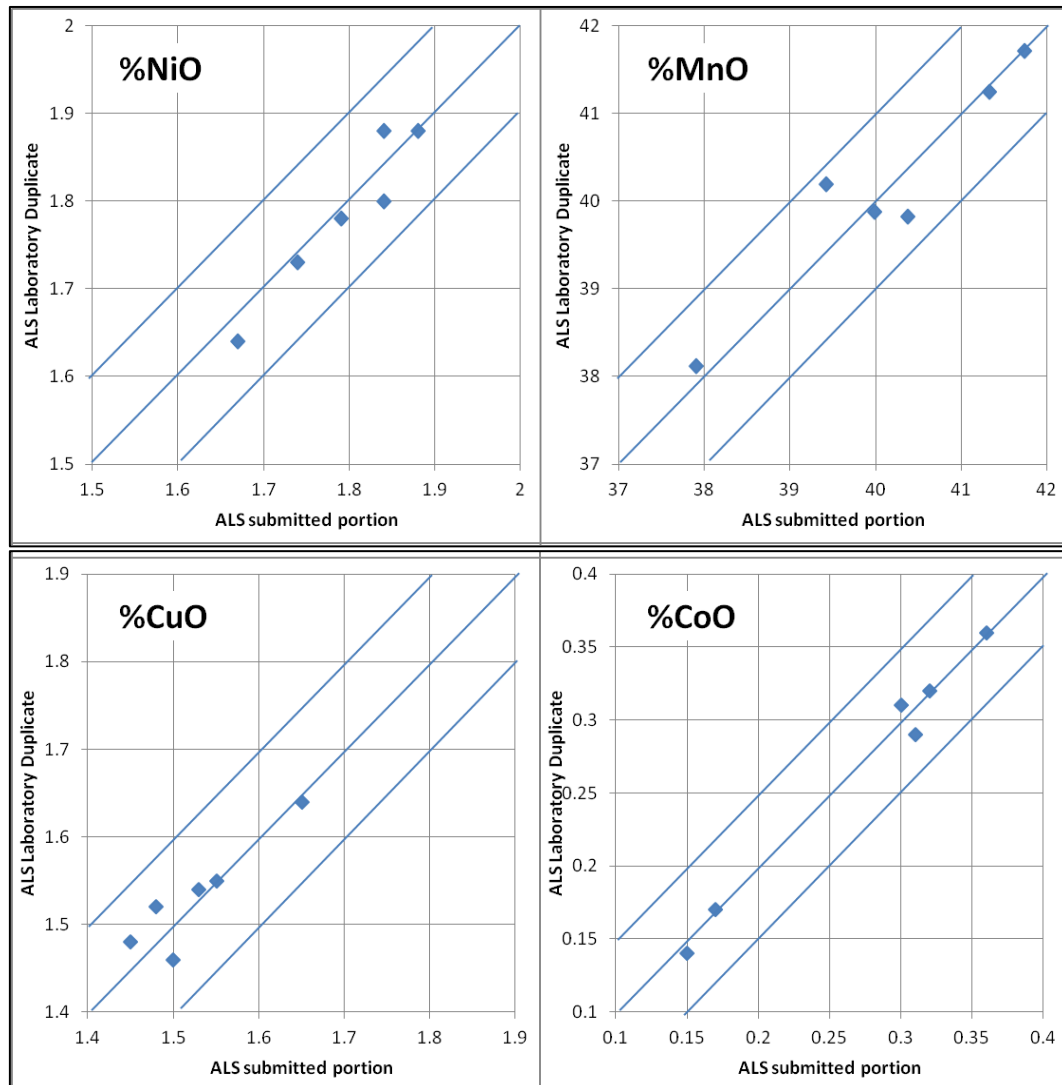 %NiO
2
1.9
1.8
1.7
1.6
1.5
1.5 1.6 1.7 1.8 1.9 2
ALS Laboratory Duplicate
ALS submitted portion
%MnO
42
41
40
39
38
37
37 38 39 40 41 42
ALS Laboratory Duplicate
ALS submitted portion
%CuO
1.9
1.8
1.7
1.6
1.5
1.4
1.4 1.5 1.6 1.7 1.8 1.9
ALS Laboratory Duplicate
ALS submitted portion
%CoO
0.4
0.35
0.3
0.25
0.2
0.15
0.1
0.1 0.15 0.2 0.25 0.3 0.35 0.4
ALS Laboratory Duplicate
ALS submitted portion